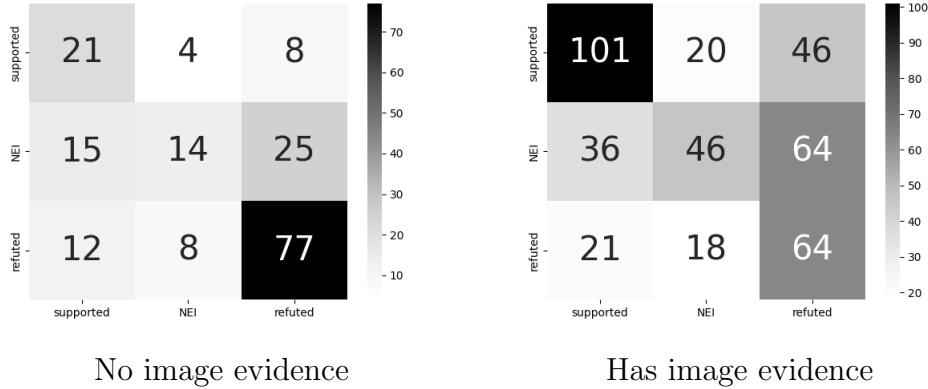 supported 21 4 8
NEI 15 14 25
refuted 12 8 77
supported NEI refuted
70
60
50
40
30
20
10
No image evidence
supported 101 20 46
NEI 36 46 64
refuted 21 18 64
supported NEI refuted
100
90
80
70
60
50
40
30
20
Has image evidence